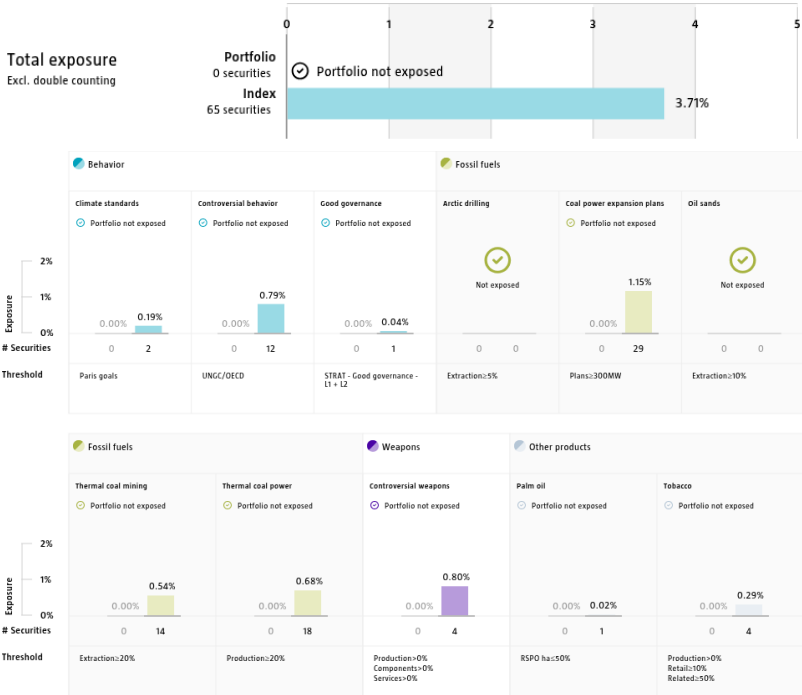 0 1 2 3 4 5
Total exposure
Excl. double counting
Portfolio
0 securities
Portfolio not exposed
Index
65 securities
3.71%
Behavior
Fossil fuels
Climate standards
Controversial behavior
Good governance
Arctic drilling
Coal power expansion plans
Oil sands
Portfolio not exposed
Portfolio not exposed
Portfolio not exposed
Portfolio not exposed
Not exposed
Not exposed
Exposure
2%
1%
0%
0.00% 0.19%
0.00% 0.79%
0.00% 0.04%
0.00% 1.15%
# Securities
0 2 0 12 0 1 0 0 0 29 0 0
Threshold
Paris goals
UNGC/OECD
STRAT - Good governance -
L1 + L2
Extraction≥5%
Plans≥300MW
Extraction≥10%
Fossil fuels
Weapons
Other products
Thermal coal mining
Thermal coal power
Controversial weapons
Palm oil
Tobacco
Portfolio not exposed
Portfolio not exposed
Portfolio not exposed
Portfolio not exposed
Portfolio not exposed
Exposure
2%
1%
0%
0.00% 0.54%
0.00% 0.68%
0.00% 0.80%
0.00% 0.02%
0.00% 0.29%
# Securities
0 14 0 18 0 4 0 1 0 4
Threshold
Extraction≥20%
Production≥20%
Production>0%
Components>0%
Services>0%
RSPO ha≤50%
Production>0%
Retail≥10%
Related≥50%